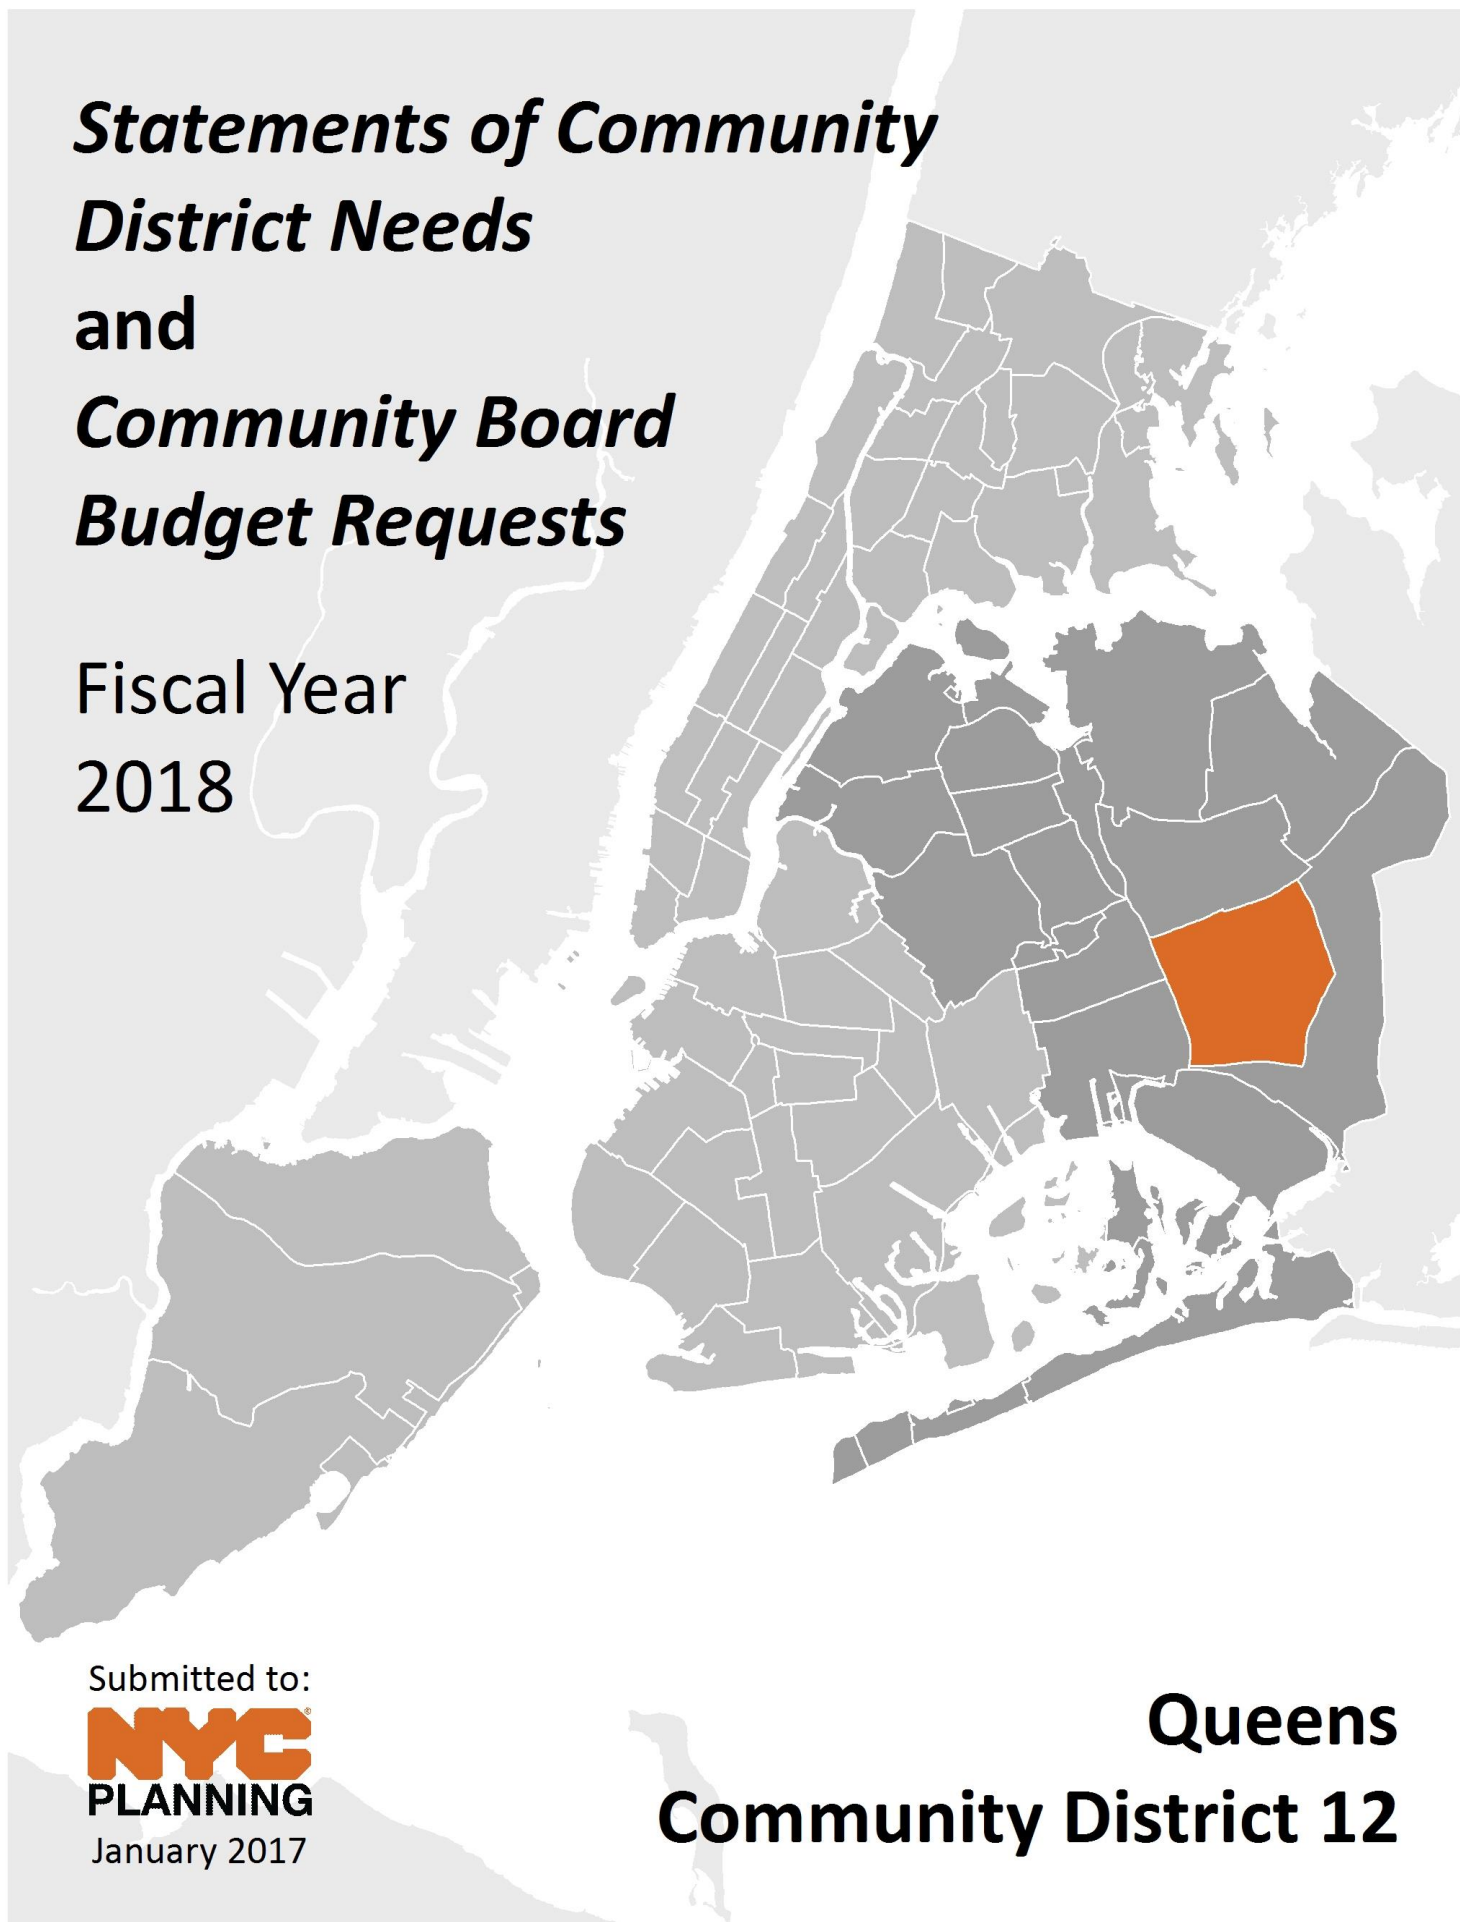 Statements of Community
District Needs
and
Community Board
Budget Requests
Fiscal Year
2018
Submitted to:
NYC®
PLANNING
January 2017
Queens
Community District 12